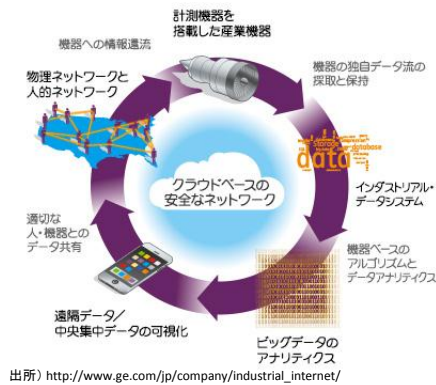 計測機器を
搭載した産業機器
機器の独自データ流の
採取と保持
Storage
database
data
インダストリアル・
データシステム
機器ベースの
アルゴリズムと
データアナリティクス
ビッグデータの
アナリティクス
遠隔データ/
中央集中データの可視化
適切な
人・機器との
データ共有
物理ネットワークと
人的ネットワーク
機器への情報還流
クラウドベースの
安全なネットワーク
出所) http://www.ge.com/jp/company/industrial_internet/